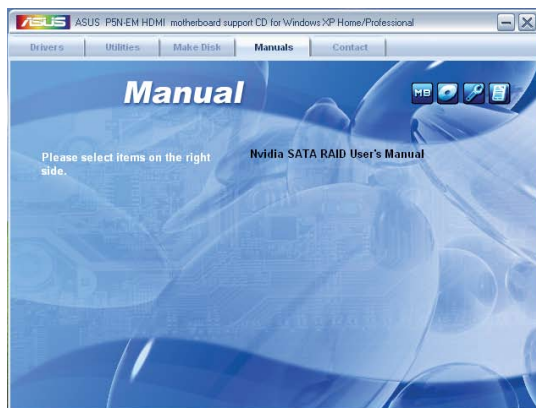 ASUS ASUS P5N-EM HDMI motherboard support CD for Windows XP Home/Professional
Drivers Utilities Make Disk Manuals Contact
Manual
MB
Please select items on the right
side.
Nvidia SATA RAID User's Manual